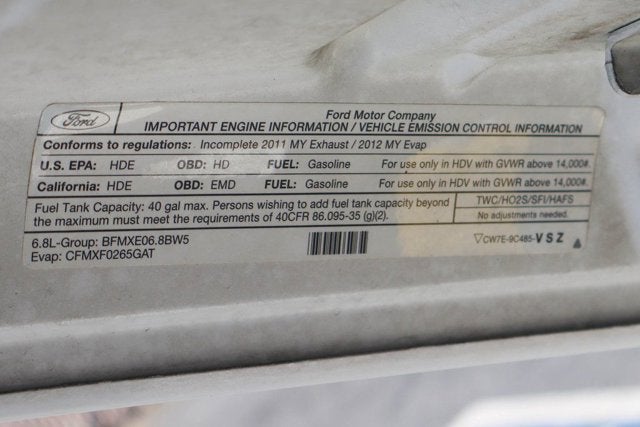 Ford
Ford Motor Company
IMPORTANT ENGINE INFORMATION / VEHICLE EMISSION CONTROL INFORMATION
Conforms to regulations: Incomplete 2011 MY Exhaust / 2012 MY Evap
U.S. EPA: HDE OBD: HD FUEL: Gasoline For use only in HDV with GVWR above 14,000#.
California: HDE OBD: EMD FUEL: Gasoline For use only in HDV with GVWR above 14,000#.
Fuel Tank Capacity: 40 gal max. Persons wishing to add fuel tank capacity beyond
the maximum must meet the requirements of 40CFR 86.095-35 (g)(2).
TWC/HO2S/SFI/HAFS
No adjustments needed.
6.8L-Group: BFMXE06.8BW5
Evap: CFMXF0265GAT
CW7E-9C485-VSZ